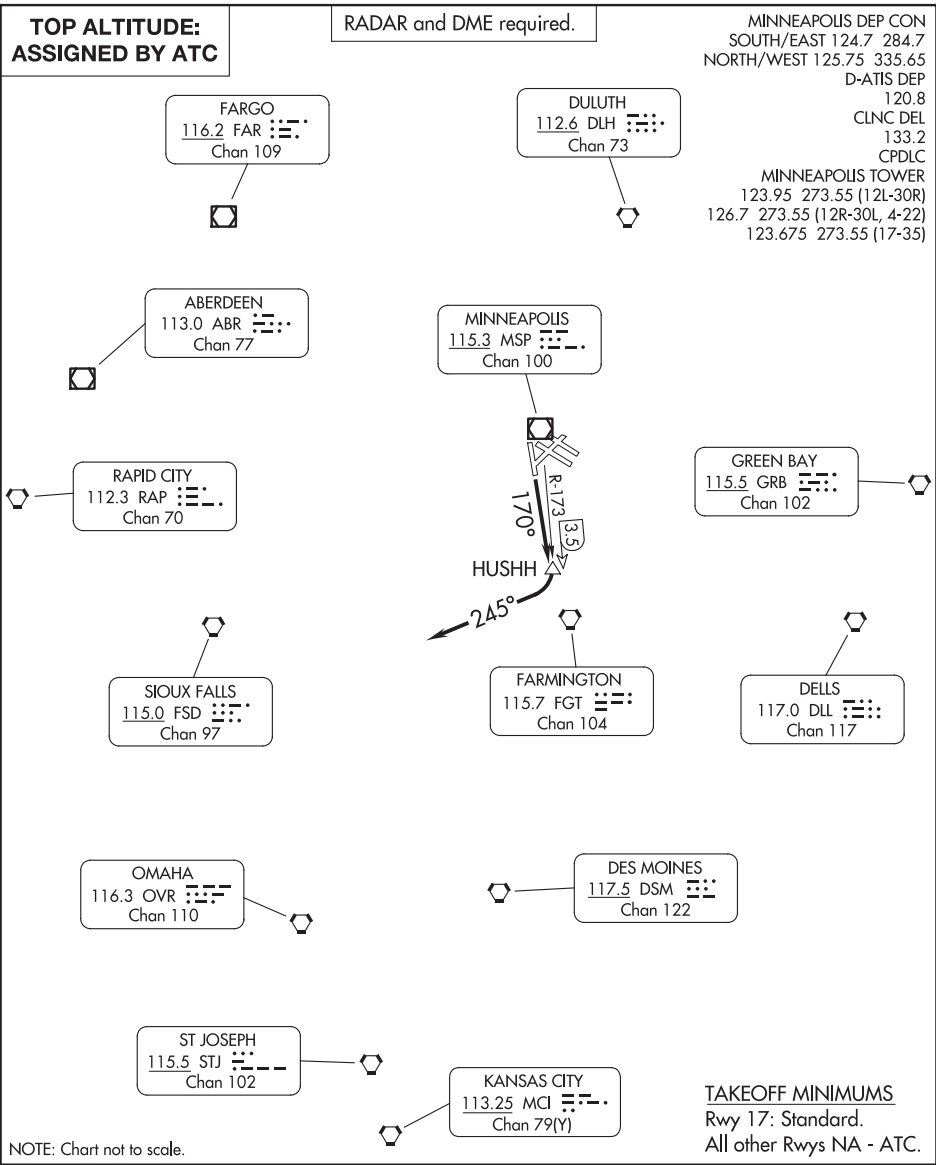 TOP ALTITUDE:
ASSIGNED BY ATC
RADAR and DME required.
MINNEAPOLIS DEP CON
SOUTH/EAST 124.7 284.7
NORTH/WEST 125.75 335.65
D-ATIS DEP
120.8
CLNC DEL
133.2
CPDLC
MINNEAPOLIS TOWER
123.95 273.55 (12L-30R)
126.7 273.55 (12R-30L, 4-22)
123.675 273.55 (17-35)
FARGO
116.2 FAR
Chan 109
DULUTH
112.6 DLH
Chan 73
ABERDEEN
113.0 ABR
Chan 77
MINNEAPOLIS
115.3 MSP
Chan 100
RAPID CITY
112.3 RAP
Chan 70
GREEN BAY
115.5 GRB
Chan 102
170°
R-173
3.5
HUSHH
245°
SIOUX FALLS
115.0 FSD
Chan 97
FARMINGTON
115.7 FGT
Chan 104
DELLS
117.0 DLL
Chan 117
OMAHA
116.3 OVR
Chan 110
DES MOINES
117.5 DSM
Chan 122
ST JOSEPH
115.5 STJ
Chan 102
KANSAS CITY
113.25 MCI
Chan 79(Y)
TAKEOFF MINIMUMS
Rwy 17: Standard.
All other Rwys NA - ATC.
NOTE: Chart not to scale.